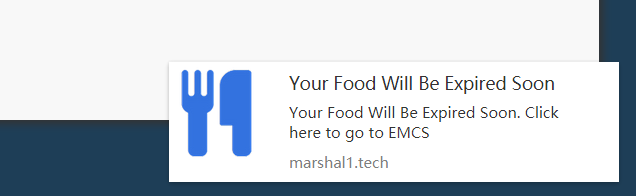 Your Food Will Be Expired Soon
Your Food Will Be Expired Soon. Click
here to go to EMCS
marshal1.tech